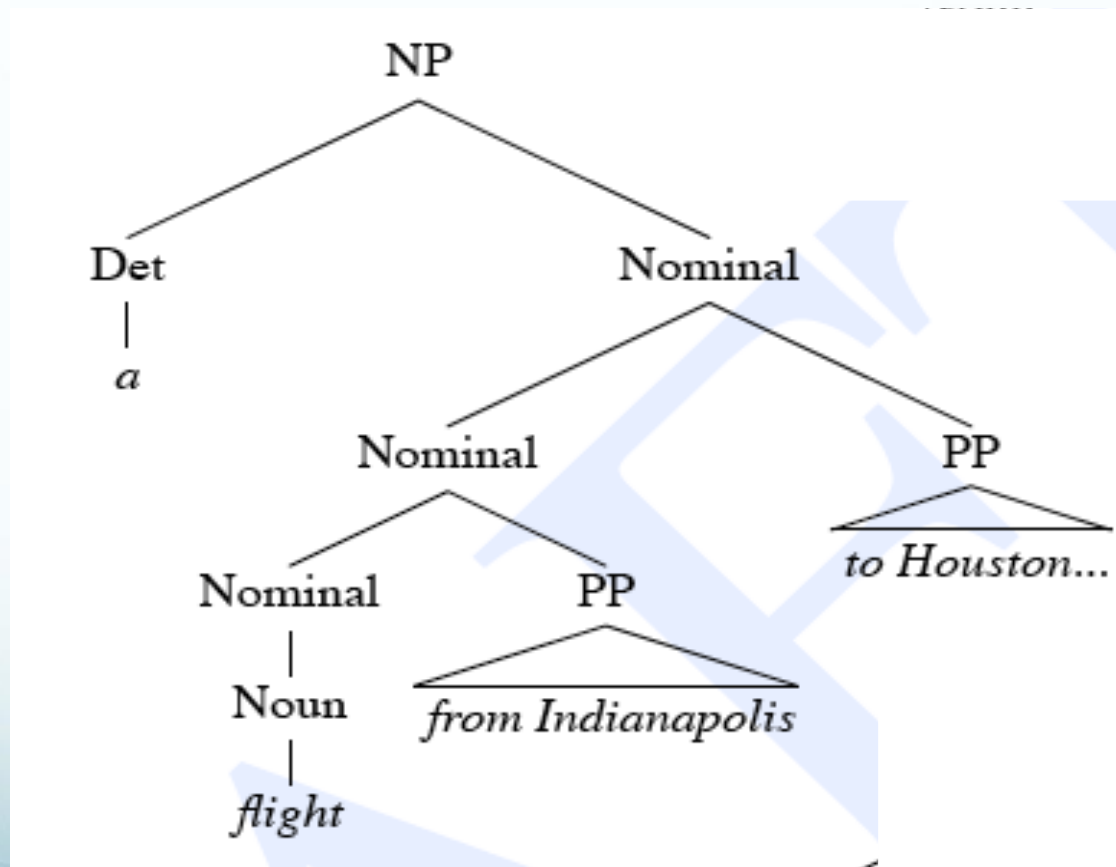 NP
Det Nominal
a
Nominal PP
to Houston...
Nominal PP
Noun
from Indianapolis
flight